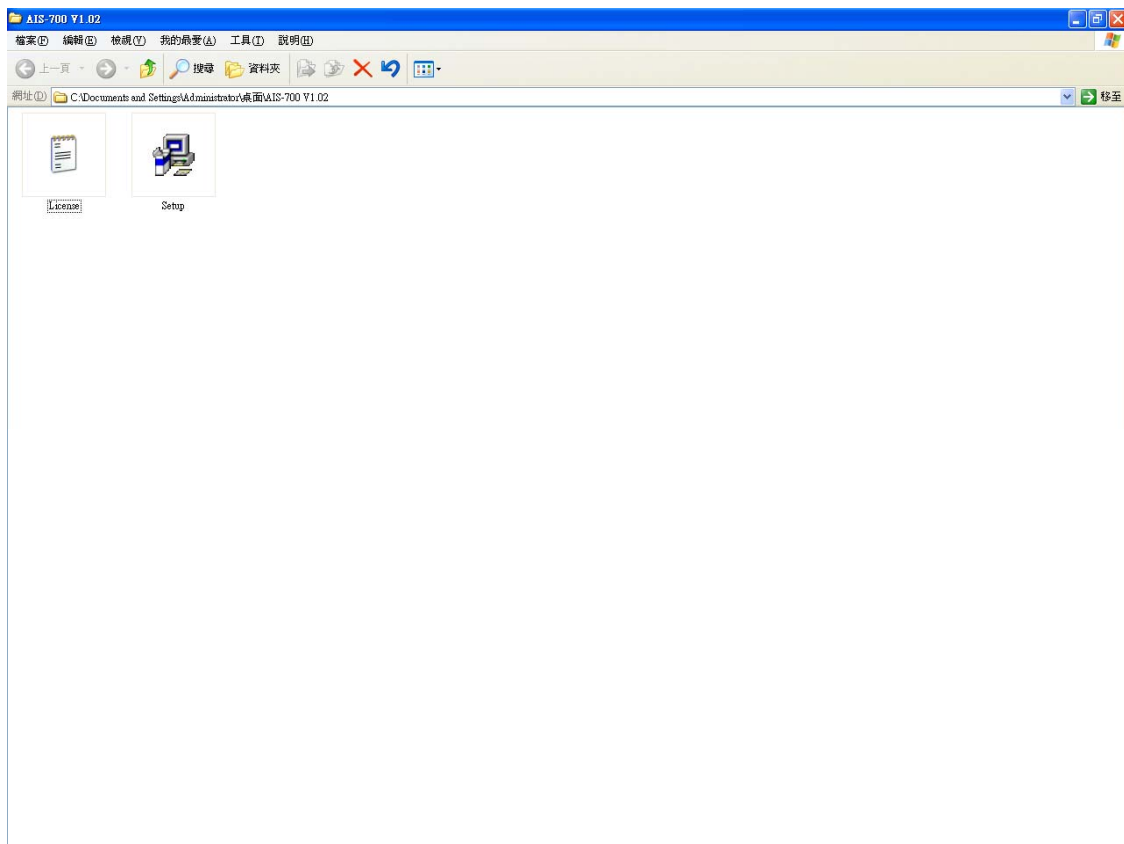 AIS-700 V1.02
檔案(F) 編輯(E) 檢視(V) 我的最愛(A) 工具(T) 說明(H)
上一頁 搜尋 資料夾
網址(D) C:\Documents and Settings\Administrator\桌面\AIS-700 V1.02 移至
License Setup